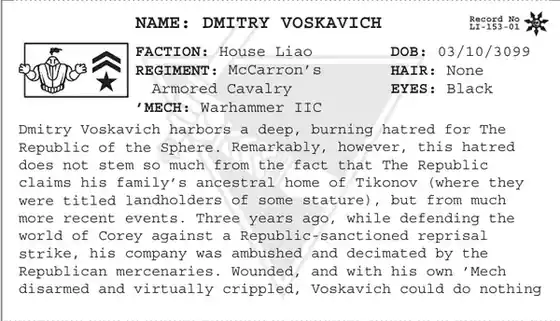 NAME: DMITRY VOSKAVICH
Record No
LI-153-01
FACTION: House Liao
DOB: 03/10/3099
REGIMENT: McCarron's
HAIR: None
Armored Cavalry
EYES: Black
'MECH: Warhammer IIC
Dmitry Voskavich harbors a deep, burning hatred for The
Republic of the Sphere. Remarkably, however, this hatred
does not stem so much from the fact that The Republic
claims his family's ancestral home of Tikonov (where they
were titled landholders of some stature), but from much
more recent events. Three years ago, while defending the
world of Corey against a Republic-sanctioned reprisal
strike, his company was ambushed and decimated by the
Republican mercenaries. Wounded, and with his own 'Mech
disarmed and virtually crippled, Voskavich could do nothing